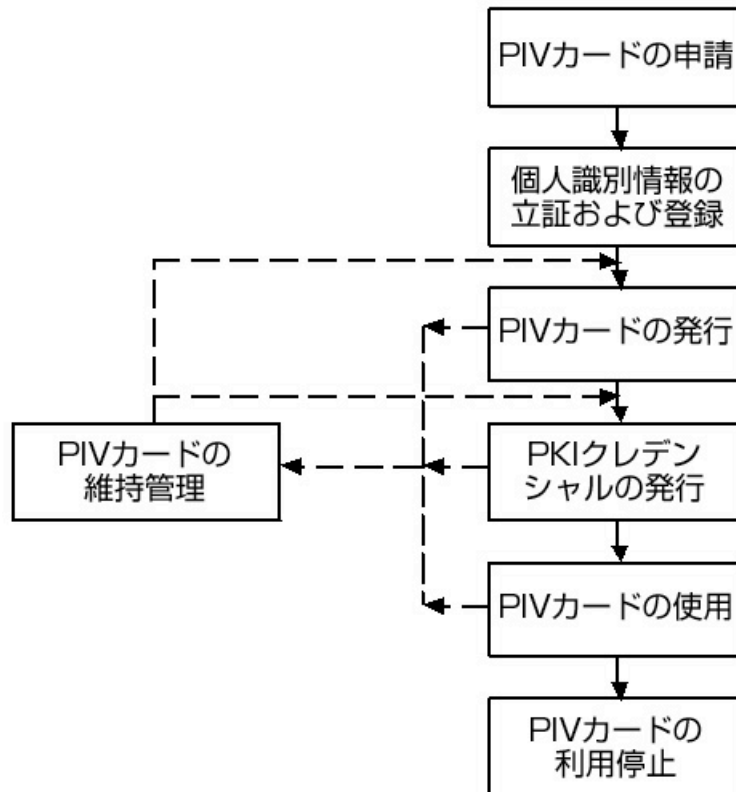 PIVカードの申請
個人識別情報の
立証および登録
PIVカードの発行
PIVカードの
維持管理
PKIクレデン
シャルの発行
PIVカードの使用
PIVカードの
利用停止